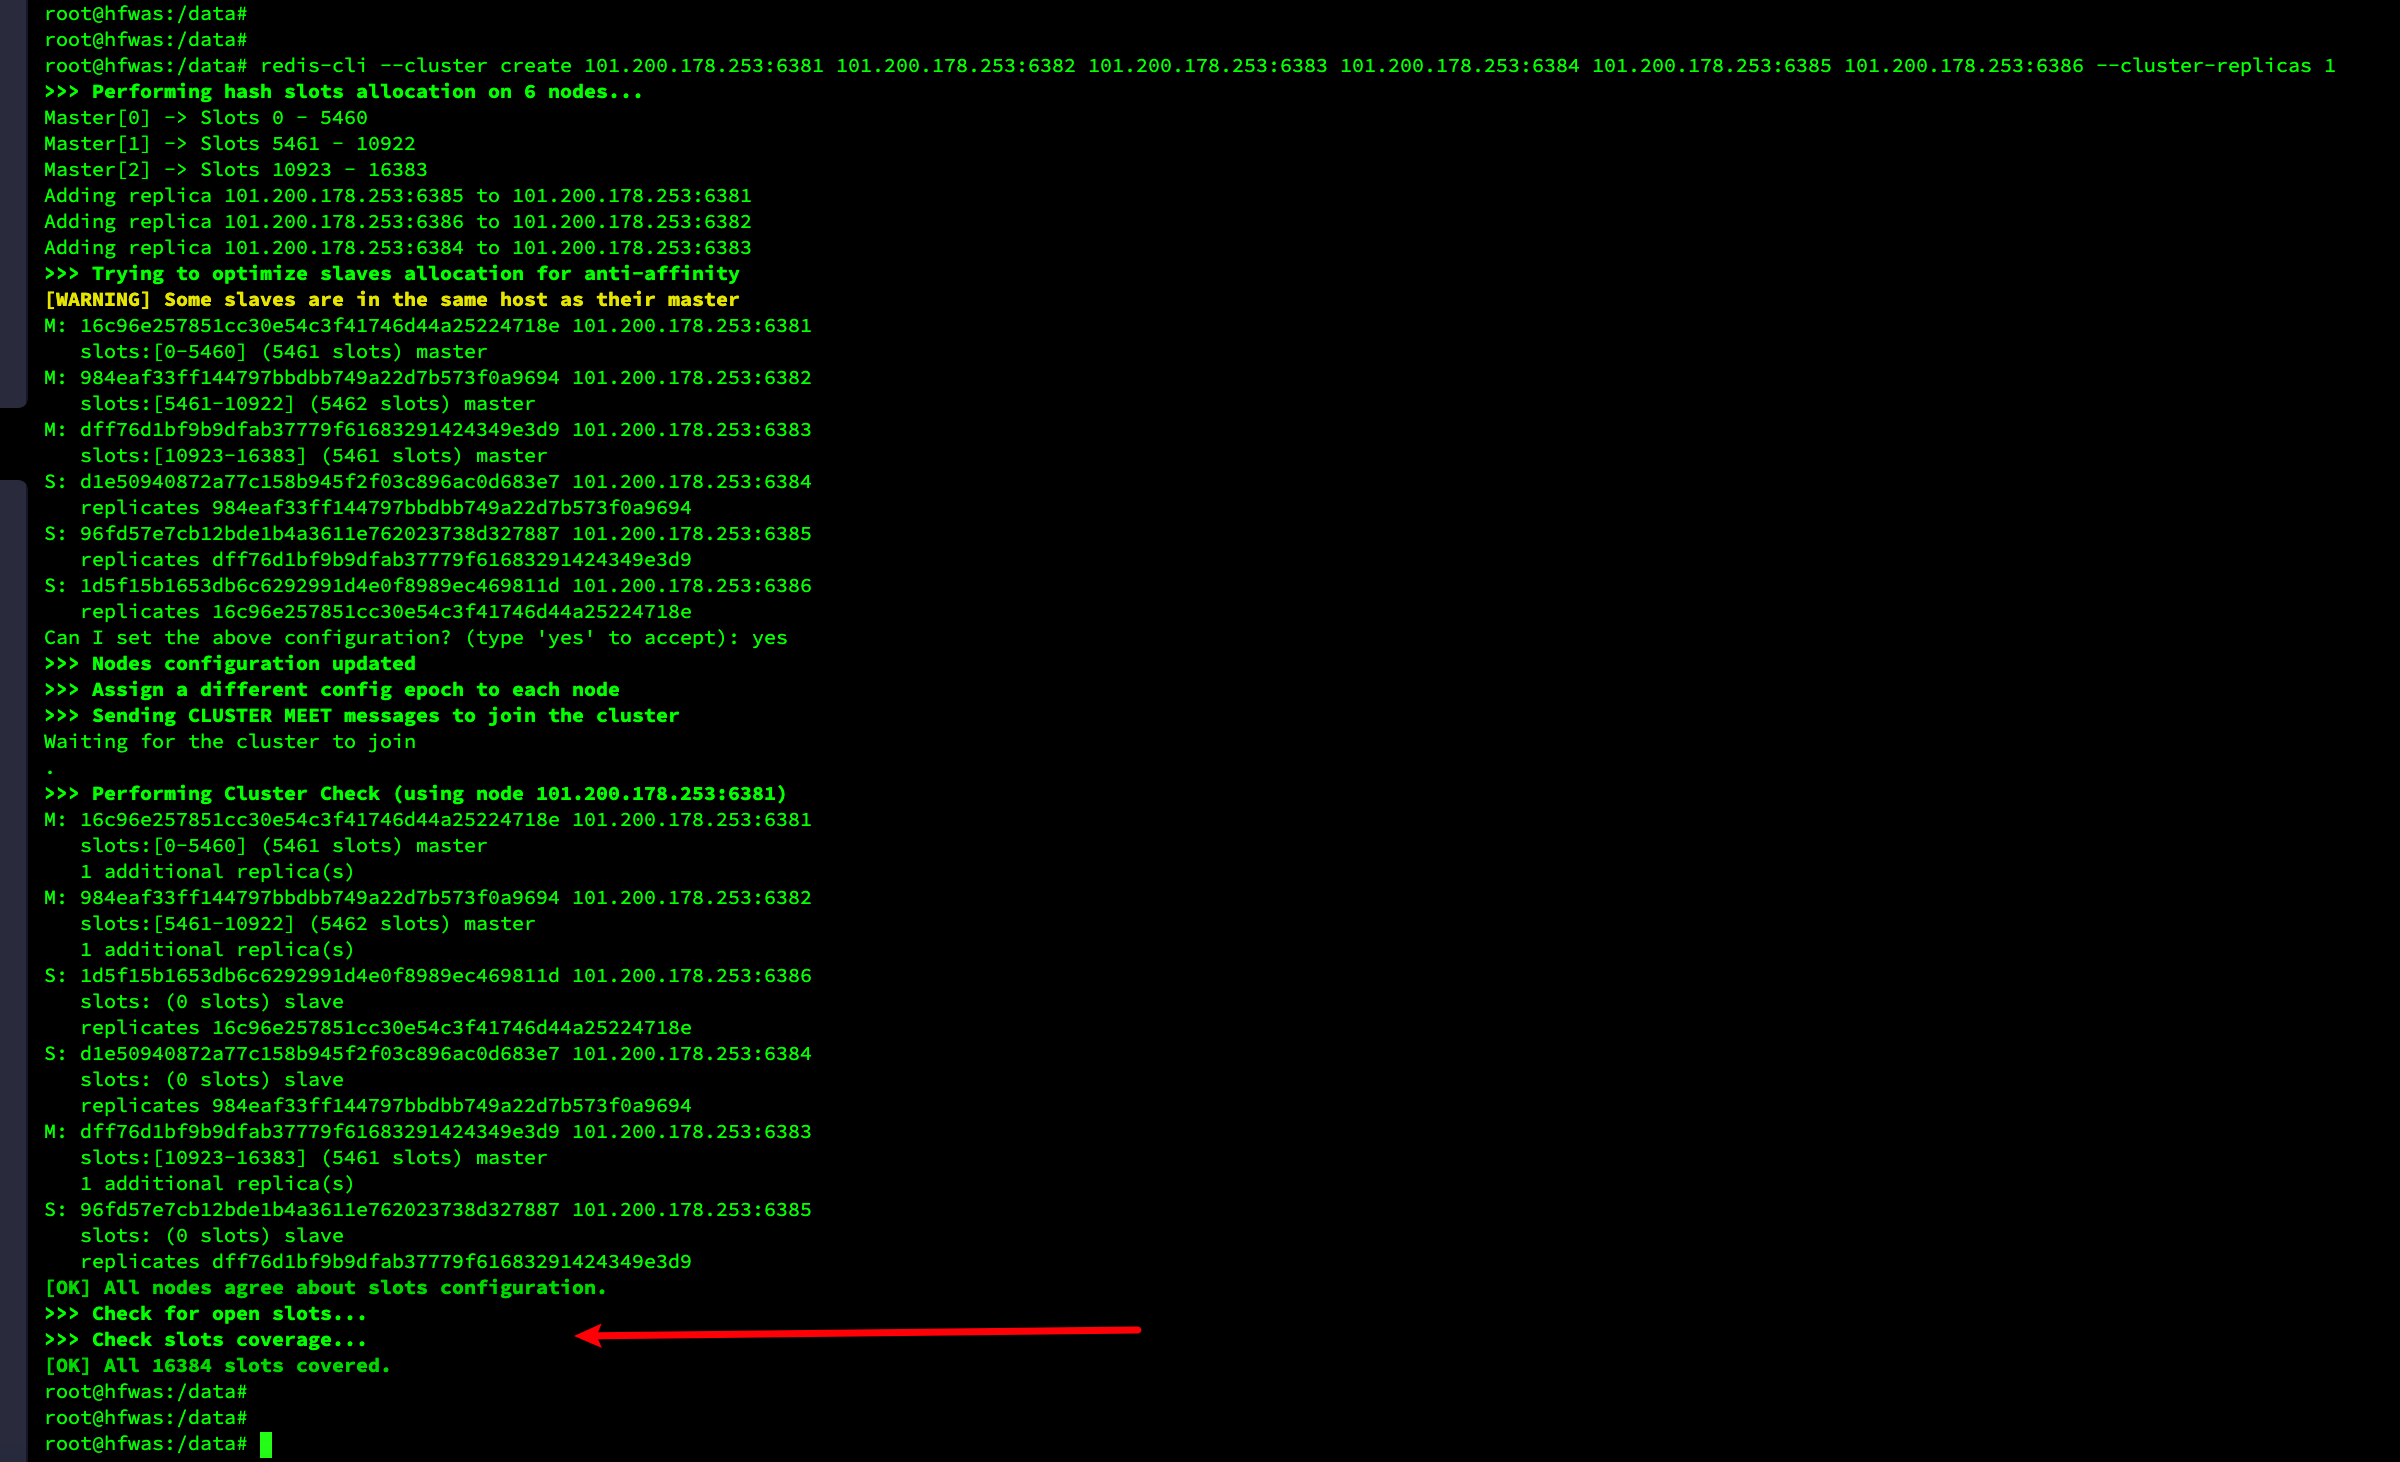 root@hfwas:/data#
root@hfwas:/data#
root@hfwas:/data# redis-cli --cluster create 101.200.178.253:6381 101.200.178.253:6382 101.200.178.253:6383 101.200.178.253:6384 101.200.178.253:6385 101.200.178.253:6386 --cluster-replicas 1
>>> Performing hash slots allocation on 6 nodes...
Master[0] -> Slots 0 - 5460
Master[1] -> Slots 5461 - 10922
Master[2] -> Slots 10923 - 16383
Adding replica 101.200.178.253:6385 to 101.200.178.253:6381
Adding replica 101.200.178.253:6386 to 101.200.178.253:6382
Adding replica 101.200.178.253:6384 to 101.200.178.253:6383
>>> Trying to optimize slaves allocation for anti-affinity
[WARNING] Some slaves are in the same host as their master
M: 16c96e257851cc30e54c3f41746d44a25224718e 101.200.178.253:6381
   slots:[0-5460] (5461 slots) master
M: 984eaf33ff144797bbdbb749a22d7b573f0a9694 101.200.178.253:6382
   slots:[5461-10922] (5462 slots) master
M: dff76d1bf9b9dfab37779f61683291424349e3d9 101.200.178.253:6383
   slots:[10923-16383] (5461 slots) master
S: d1e50940872a77c158b945f2f03c896ac0d683e7 101.200.178.253:6384
   replicates 984eaf33ff144797bbdbb749a22d7b573f0a9694
S: 96fd57e7cb12bde1b4a3611e762023738d327887 101.200.178.253:6385
   replicates dff76d1bf9b9dfab37779f61683291424349e3d9
S: 1d5f15b1653db6c6292991d4e0f8989ec469811d 101.200.178.253:6386
   replicates 16c96e257851cc30e54c3f41746d44a25224718e
Can I set the above configuration? (type 'yes' to accept): yes
>>> Nodes configuration updated
>>> Assign a different config epoch to each node
>>> Sending CLUSTER MEET messages to join the cluster
Waiting for the cluster to join
.
>>> Performing Cluster Check (using node 101.200.178.253:6381)
M: 16c96e257851cc30e54c3f41746d44a25224718e 101.200.178.253:6381
   slots:[0-5460] (5461 slots) master
   1 additional replica(s)
M: 984eaf33ff144797bbdbb749a22d7b573f0a9694 101.200.178.253:6382
   slots:[5461-10922] (5462 slots) master
   1 additional replica(s)
S: 1d5f15b1653db6c6292991d4e0f8989ec469811d 101.200.178.253:6386
   slots: (0 slots) slave
   replicates 16c96e257851cc30e54c3f41746d44a25224718e
S: d1e50940872a77c158b945f2f03c896ac0d683e7 101.200.178.253:6384
   slots: (0 slots) slave
   replicates 984eaf33ff144797bbdbb749a22d7b573f0a9694
M: dff76d1bf9b9dfab37779f61683291424349e3d9 101.200.178.253:6383
   slots:[10923-16383] (5461 slots) master
   1 additional replica(s)
S: 96fd57e7cb12bde1b4a3611e762023738d327887 101.200.178.253:6385
   slots: (0 slots) slave
   replicates dff76d1bf9b9dfab37779f61683291424349e3d9
[OK] All nodes agree about slots configuration.
>>> Check for open slots...
>>> Check slots coverage...
[OK] All 16384 slots covered.
root@hfwas:/data#
root@hfwas:/data#
root@hfwas:/data#